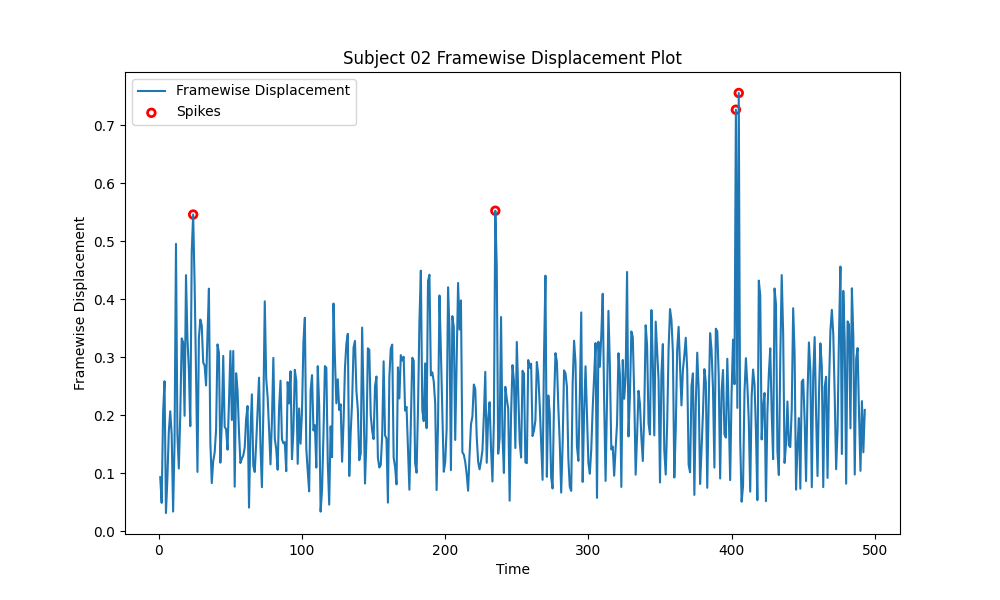 Subject 02 Framewise Displacement Plot
Framewise Displacement
Spikes
0.7
0.6
0.5
0.4
0.3
0.2
0.1
0.0
Framewise Displacement
0 100 200 300 400 500
Time